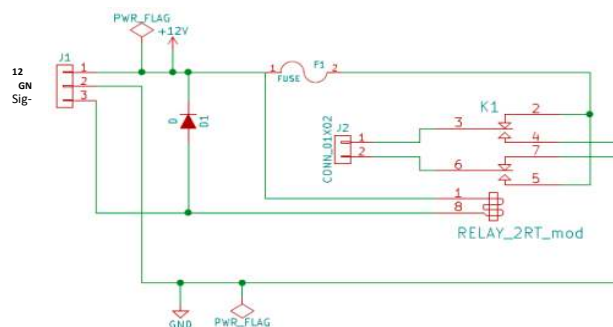 PWR_FLAG
+12V
J1
12
GN
Sig-
1
2
3
D
D1
1
F1
2
FUSE
J2
CONN_01X02
1
2
K1
3
2
4
7
6
5
1
8
RELAY_2RT_mod
GND
PWR_FLAG